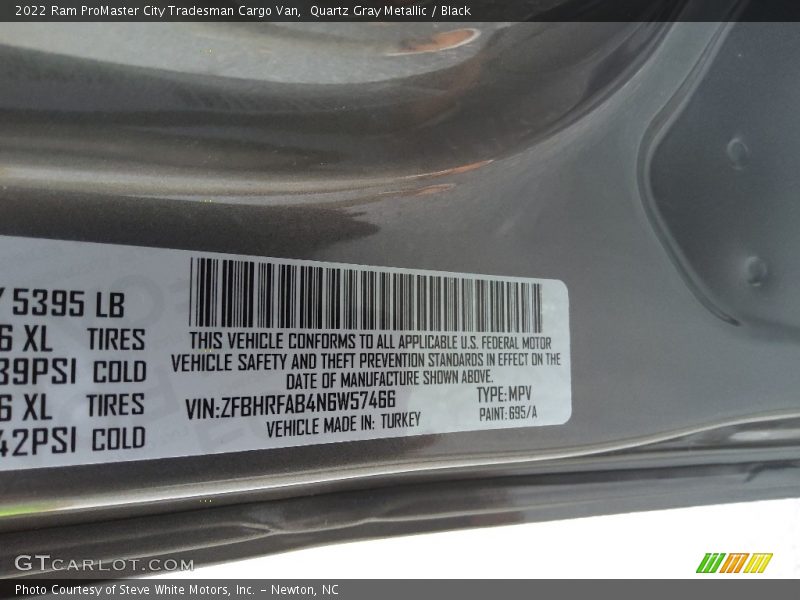 2022 Ram ProMaster City Tradesman Cargo Van,  Quartz Gray Metallic / Black
5395 LB
6 XL TIRES
39PSI COLD
6 XL TIRES
42PSI COLD
THIS VEHICLE CONFORMS TO ALL APPLICABLE U.S. FEDERAL MOTOR
VEHICLE SAFETY AND THEFT PREVENTION STANDARDS IN EFFECT ON THE
DATE OF MANUFACTURE SHOWN ABOVE.
VIN:ZFBHRFAB4N6W57466 TYPE:MPV
VEHICLE MADE IN: TURKEY PAINT: 695/A
GTCARLOT.COM
Photo Courtesy of Steve White Motors, Inc. – Newton, NC